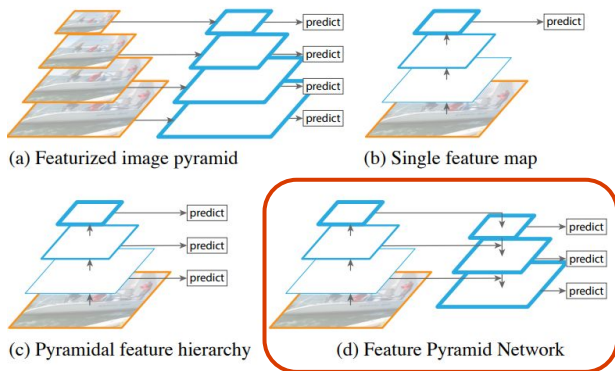 predict
predict
predict
predict
predict
(a) Featurized image pyramid
(b) Single feature map
predict
predict
predict
predict
predict
predict
(c) Pyramidal feature hierarchy
(d) Feature Pyramid Network